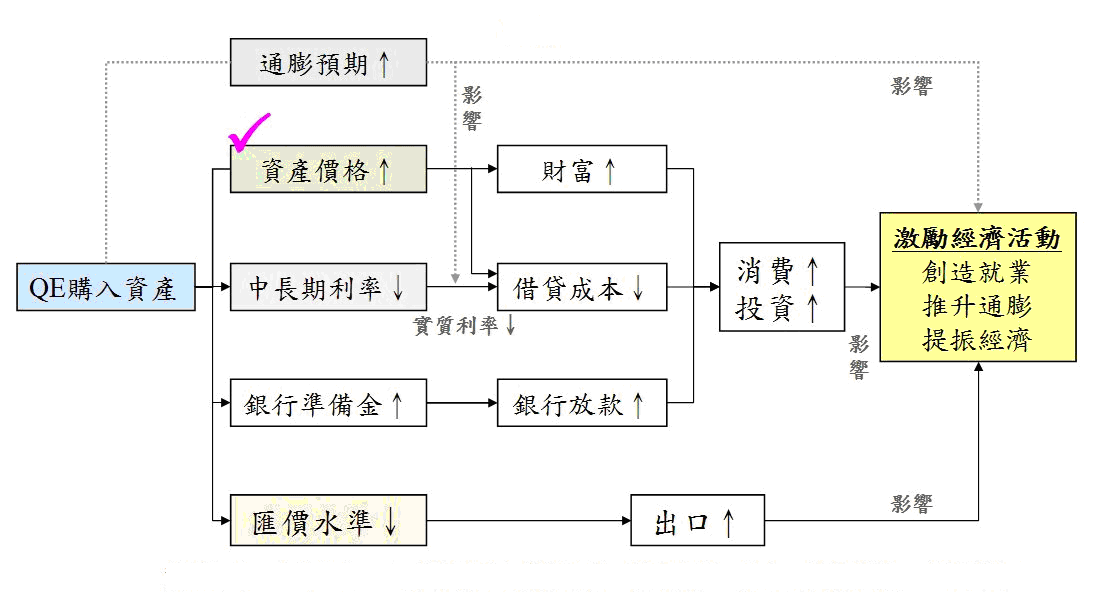 通膨預期↑
影響
影響
資產價格↑
財富↑
激勵經濟活動
創造就業
推升通膨
提振經濟
QE購入資產
中長期利率↓
借贷成本↓
消費↑
投資↑
實質利率↓
影響
銀行準備金↑
銀行放款↑
匯價水準↓
出口↑
影響